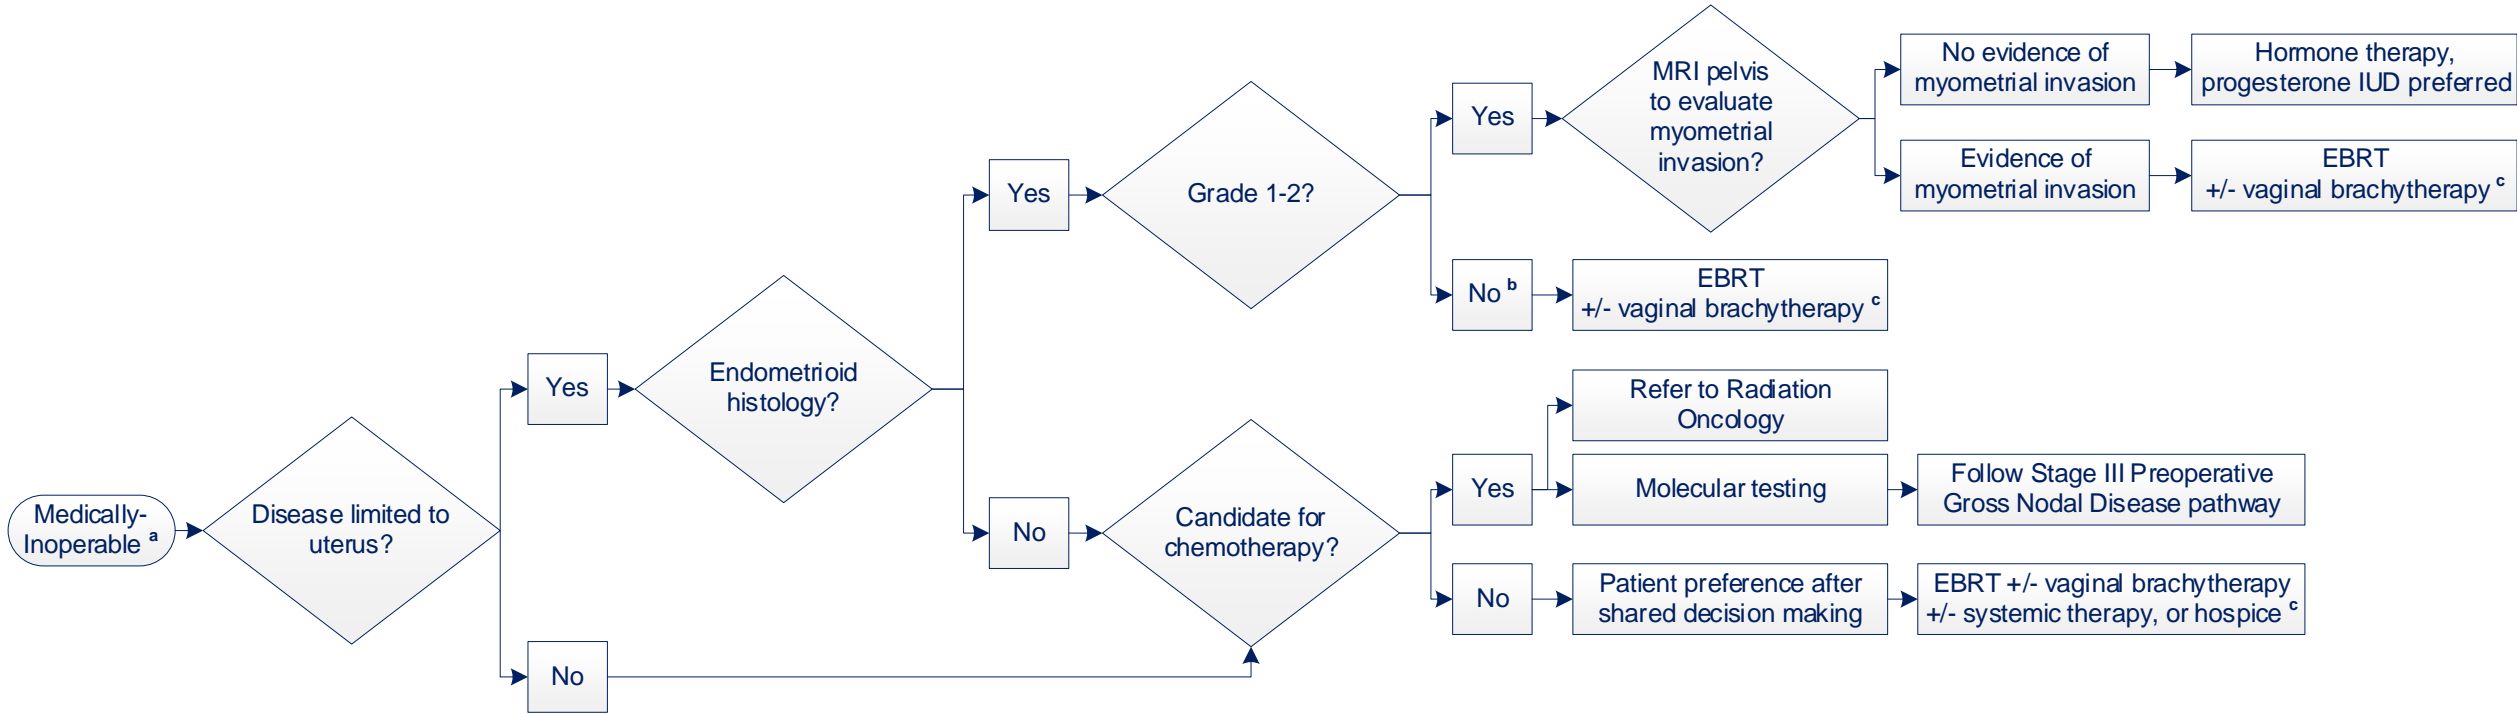 Medically-
Inoperable a
Disease limited to
uterus?
Yes
No
Endometrioid
histology?
Yes
No
Grade 1-2?
Yes
No b
MRI pelvis
to evaluate
myometrial
invasion?
No evidence of
myometrial invasion
Hormone therapy,
progesterone IUD preferred
Evidence of
myometrial invasion
EBRT
+/- vaginal brachytherapy c
EBRT
+/- vaginal brachytherapy c
Candidate for
chemotherapy?
Yes
No
Refer to Radiation
Oncology
Molecular testing
Follow Stage III Preoperative
Gross Nodal Disease pathway
Patient preference after
shared decision making
EBRT +/- vaginal brachytherapy
+/- systemic therapy, or hospice c